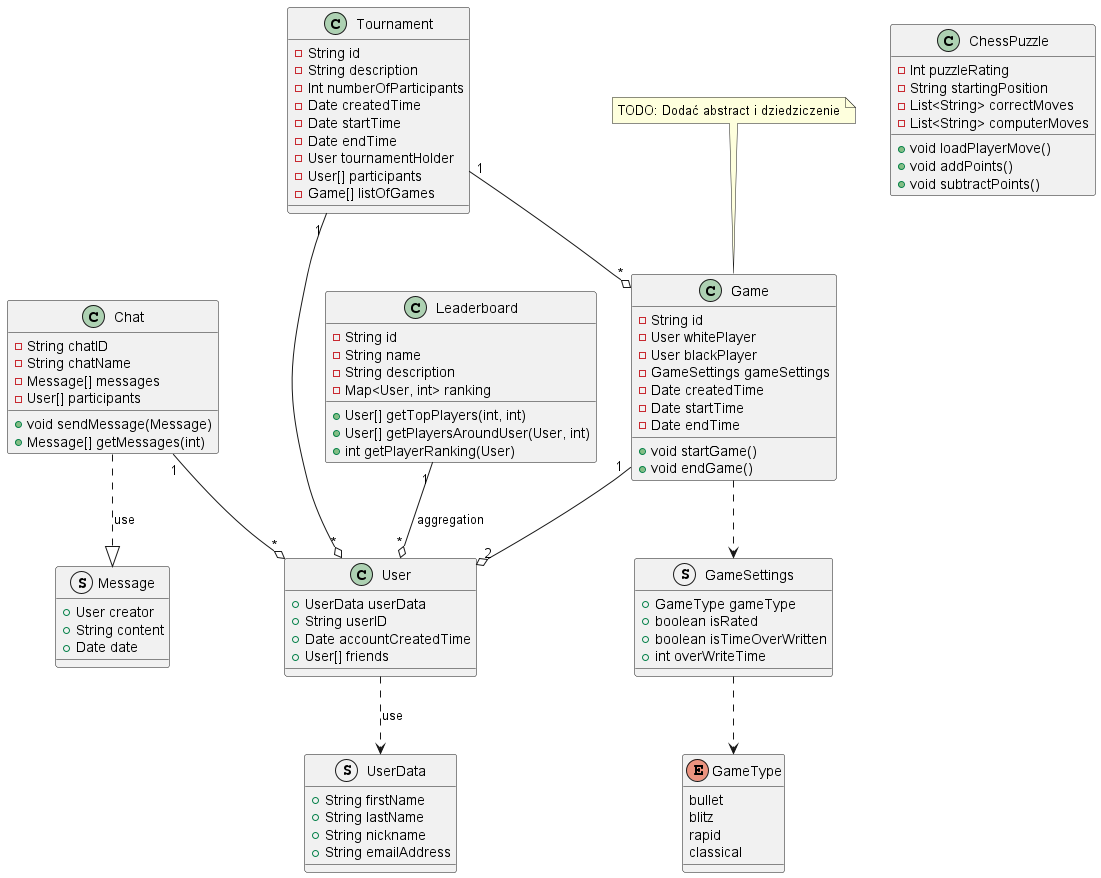 C Tournament
String id
String description
Int numberOfParticipants
Date createdTime
Date startTime
Date endTime
User tournamentHolder
User[] participants
Game[] listOfGames
C ChessPuzzle
Int puzzleRating
String startingPosition
List<String> correctMoves
List<String> computerMoves
void loadPlayerMove()
void addPoints()
void subtractPoints()
TODO: Dodać abstract i dziedziczenie
1
1
*
C Chat
String chatID
String chatName
Message[] messages
User[] participants
void sendMessage(Message)
Message[] getMessages(int)
C Leaderboard
String id
String name
String description
Map<User, int> ranking
User[] getTopPlayers(int, int)
User[] getPlayersAroundUser(User, int)
int getPlayerRanking(User)
C Game
String id
User whitePlayer
User blackPlayer
GameSettings gameSettings
Date createdTime
Date startTime
Date endTime
void startGame()
void endGame()
1
1
1
use
aggregation
*
*
*
2
S Message
User creator
String content
Date date
C User
UserData userData
String userID
Date accountCreatedTime
User[] friends
S GameSettings
GameType gameType
boolean isRated
boolean isTimeOverWritten
int overWriteTime
use
S UserData
String firstName
String lastName
String nickname
String emailAddress
E GameType
bullet
blitz
rapid
classical